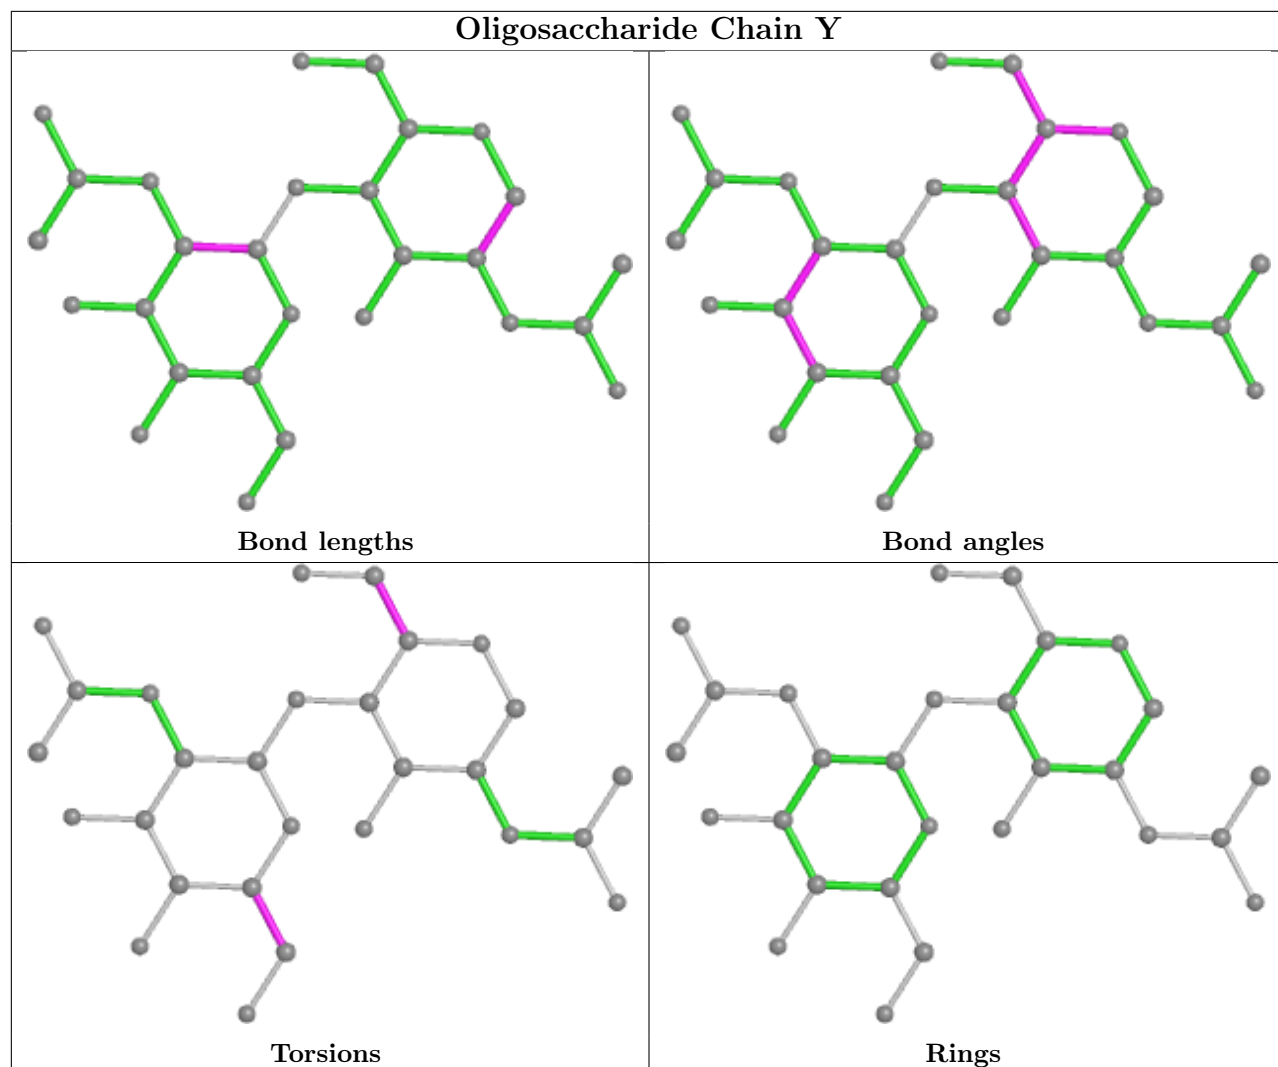 Oligosaccharide Chain Y
Bond lengths
Bond angles
Torsions
Rings